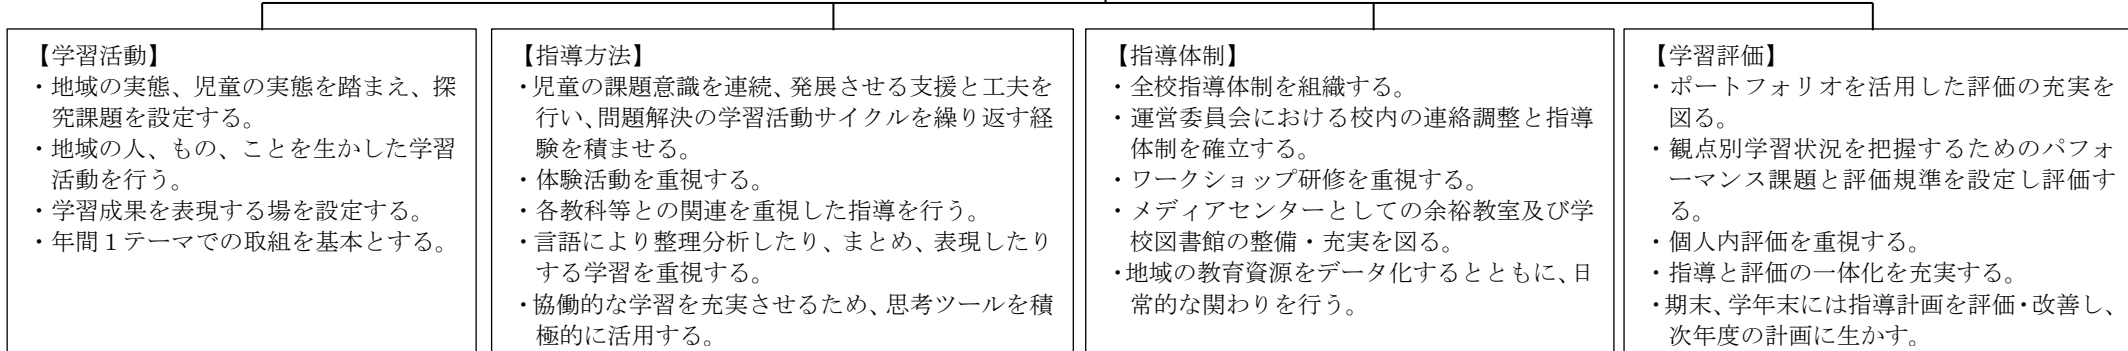 【学習活動】
・地域の実態、児童の実態を踏まえ、探
究課題を設定する。
・地域の人、もの、ことを生かした学習
活動を行う。
・学習成果を表現する場を設定する。
・年間１テーマでの取組を基本とする。
【指導方法】
・児童の課題意識を連続、発展させる支援と工夫を
行い、問題解決の学習活動サイクルを繰り返す経
験を積ませる。
・体験活動を重視する。
・各教科等との関連を重視した指導を行う。
・言語により整理分析したり、まとめ、表現したり
する学習を重視する。
・協働的な学習を充実させるため、思考ツールを積
極的に活用する。
【指導体制】
・全校指導体制を組織する。
・運営委員会における校内の連絡調整と指導
体制を確立する。
・ワークショップ研修を重視する。
・メディアセンターとしての余裕教室及び学
校図書館の整備・充実を図る。
・地域の教育資源をデータ化するとともに、日
常的な関わりを行う。
【学習評価】
・ポートフォリオを活用した評価の充実を
図る。
・観点別学習状況を把握するためのパフォ
ーマンス課題と評価規準を設定し評価す
る。
・個人内評価を重視する。
・指導と評価の一体化を充実する。
・期末、学年末には指導計画を評価・改善し、
次年度の計画に生かす。